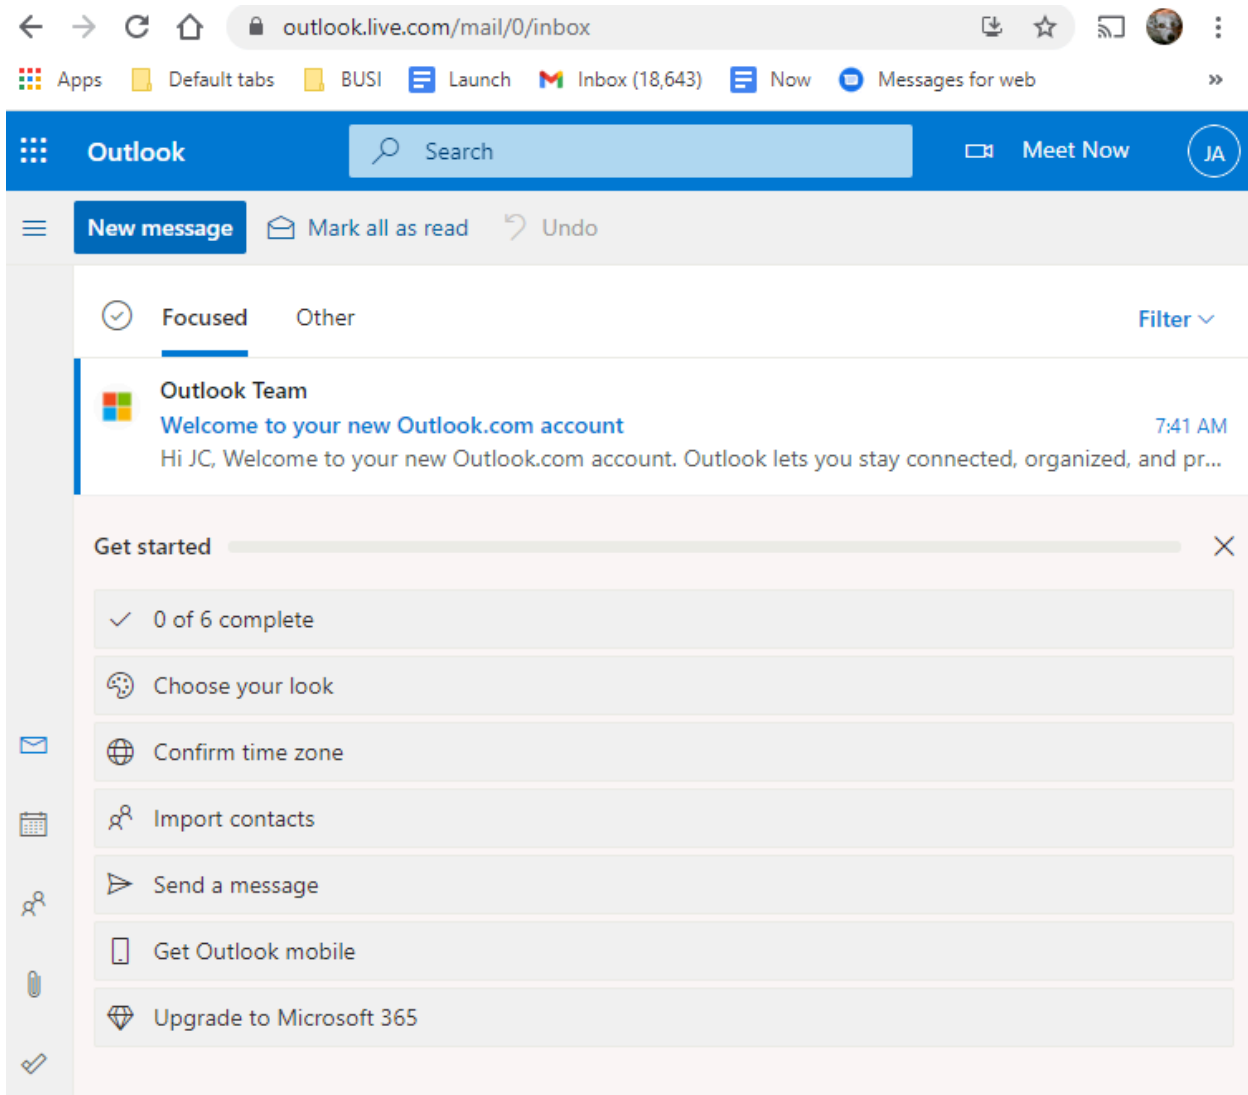 outlook.live.com/mail/0/inbox
Apps Default tabs BUSI Launch Inbox (18,643) Now Messages for web »
Outlook Search Meet Now JA
New message Mark all as read Undo
Focused Other Filter
Outlook Team
Welcome to your new Outlook.com account 7:41 AM
Hi JC, Welcome to your new Outlook.com account. Outlook lets you stay connected, organized, and pr...
Get started
0 of 6 complete
Choose your look
Confirm time zone
Import contacts
Send a message
Get Outlook mobile
Upgrade to Microsoft 365